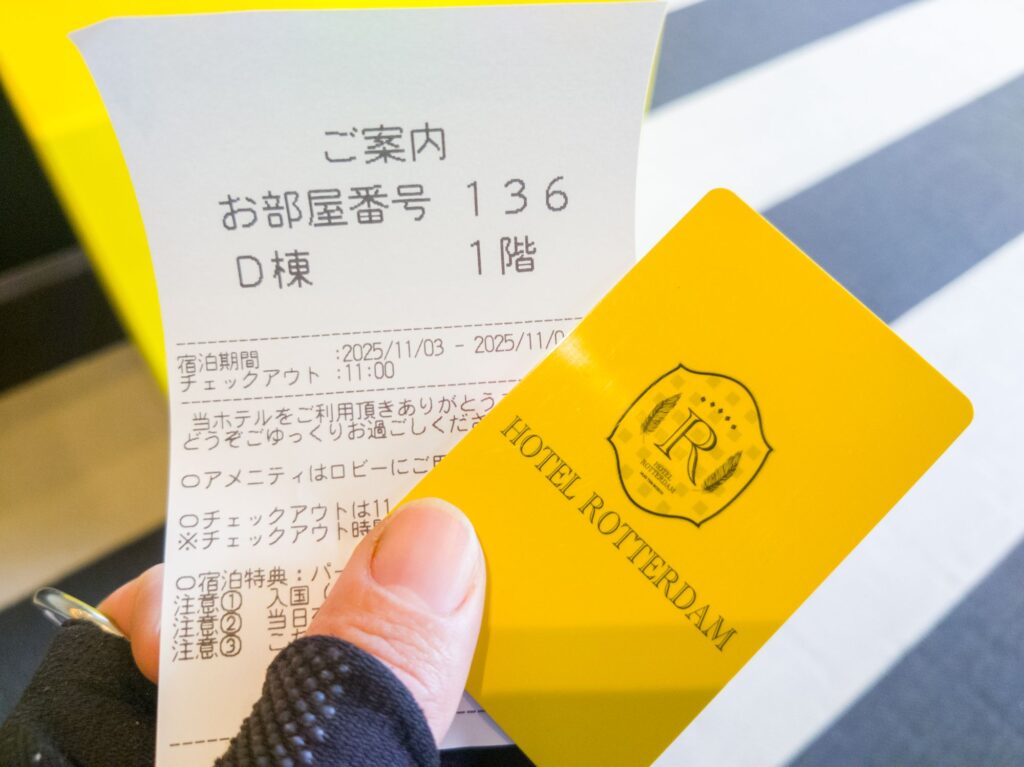 ご案内
お部屋番号 136
D棟 1階
宿泊期間 :2025/11/03 - 2025/11/0
チェックアウト :11:00
当ホテルをご利用頂きありがとう
どうぞごゆっくりお過ごしくださ
○アメニティはロビーにご用
○チェックアウトは11
※チェックアウト時間
○宿泊特典:パー
注意① 入国(
注意② 当日
注意③ こ
R
HOTEL
ROTTERDAM
HOTEL ROTTERDAM